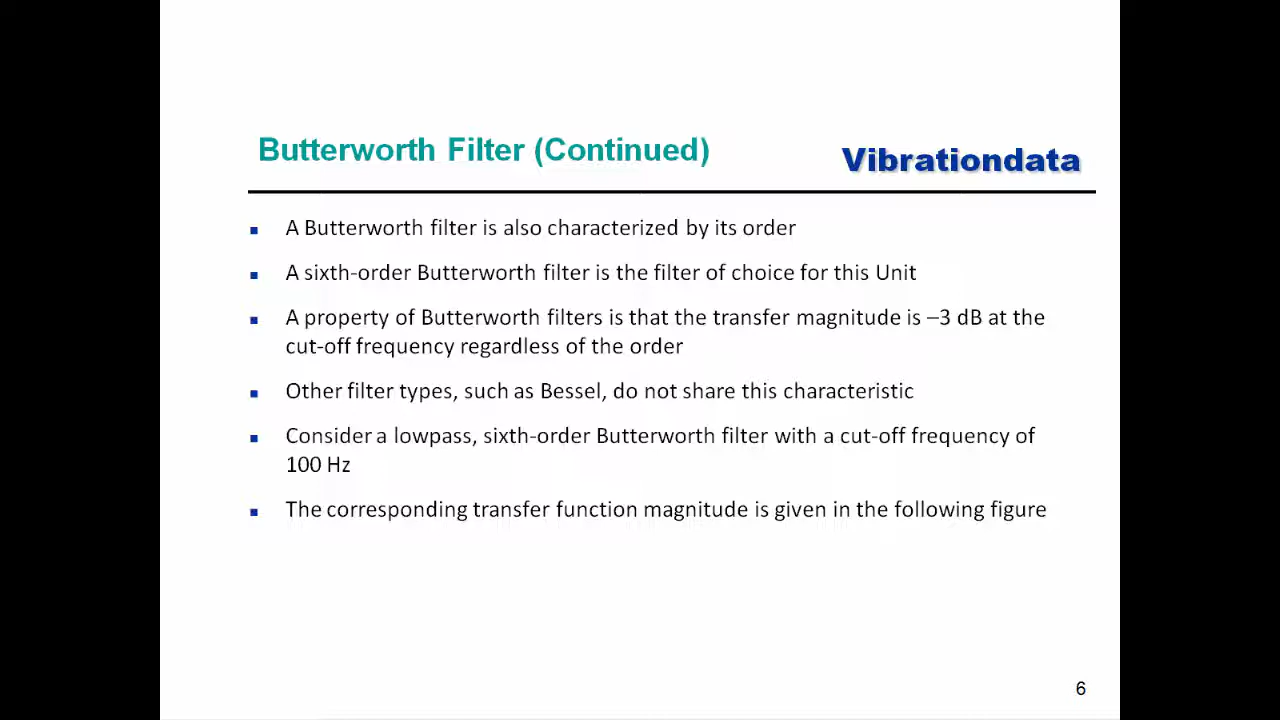 Butterworth Filter (Continued)
Vibrationdata
A Butterworth filter is also characterized by its order
A sixth-order Butterworth filter is the filter of choice for this Unit
A property of Butterworth filters is that the transfer magnitude is –3 dB at the
cut-off frequency regardless of the order
Other filter types, such as Bessel, do not share this characteristic
Consider a lowpass, sixth-order Butterworth filter with a cut-off frequency of
100 Hz
The corresponding transfer function magnitude is given in the following figure
6